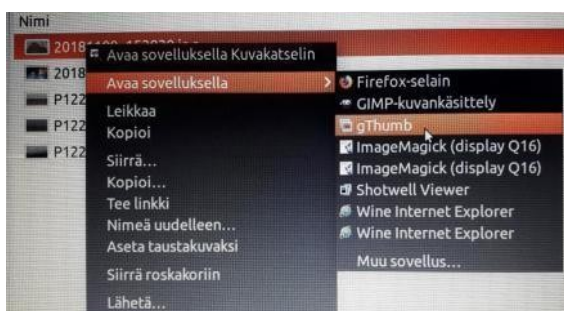 Nimi
2018
Avaa sovelluksella Kuvakatselin
2018
Avaa sovelluksella
P122
Leikkaa
P122
Kopioi
P122
Siirrä…
Kopioi…
Tee linkki
Nimeä uudelleen…
Aseta taustakuvaksi
Siirrä roskakoriin
Lähetä…
Firefox-selain
GIMP-kuvankäsittely
gThumb
ImageMagick (display Q16)
ImageMagick (display Q16)
Shotwell Viewer
Wine Internet Explorer
Wine Internet Explorer
Muu sovellus…